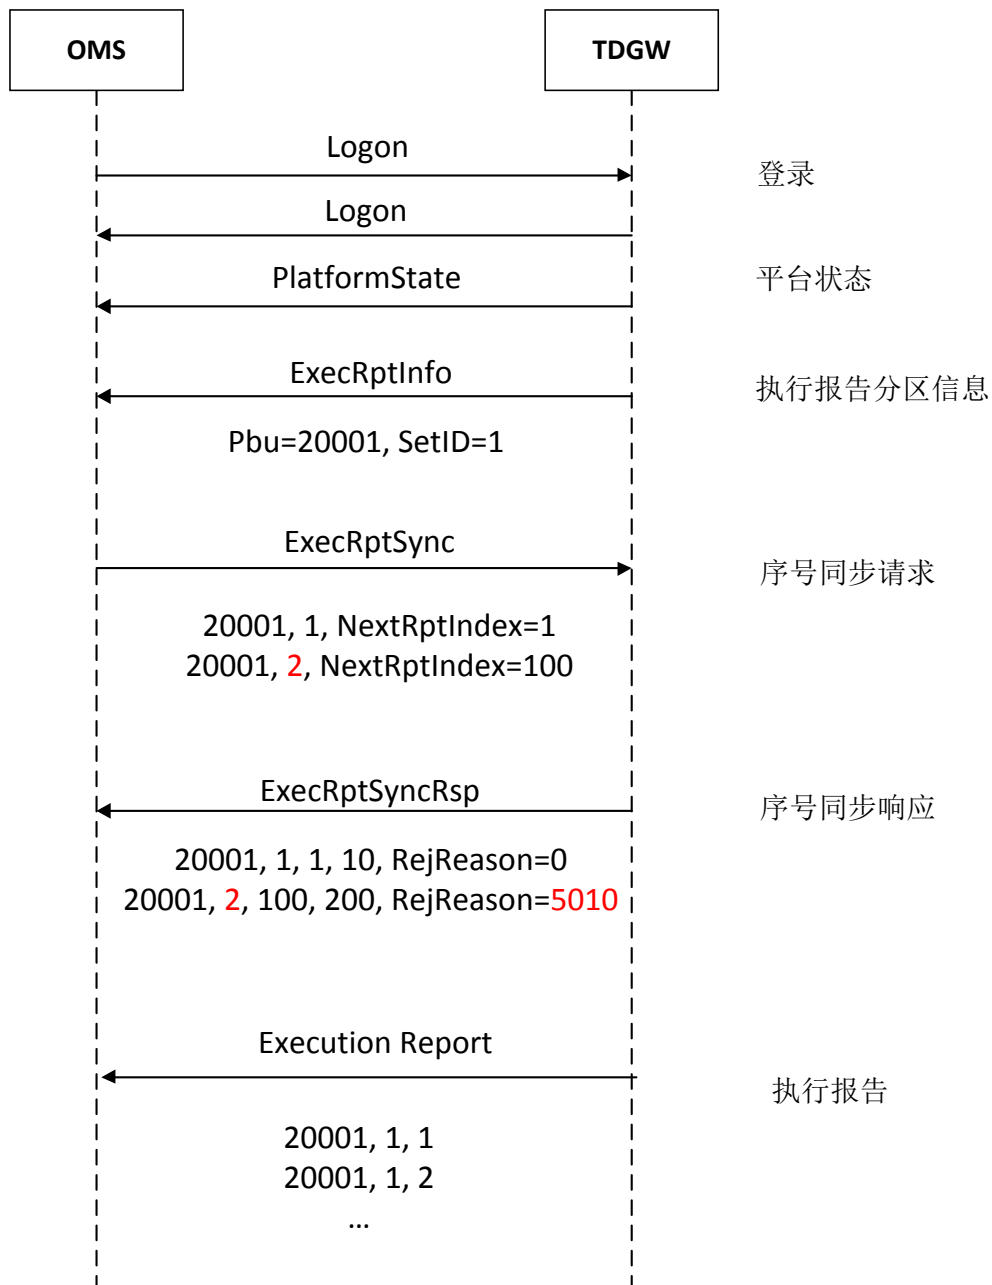 OMS
TDGW
Logon
登录
Logon
PlatformState
平台状态
ExecRptInfo
执行报告分区信息
Pbu=20001, SetID=1
ExecRptSync
序号同步请求
20001, 1, NextRptIndex=1
20001, 2, NextRptIndex=100
ExecRptSyncRsp
序号同步响应
20001, 1, 1, 10, RejReason=0
20001, 2, 100, 200, RejReason=5010
Execution Report
执行报告
20001, 1, 1
20001, 1, 2
...